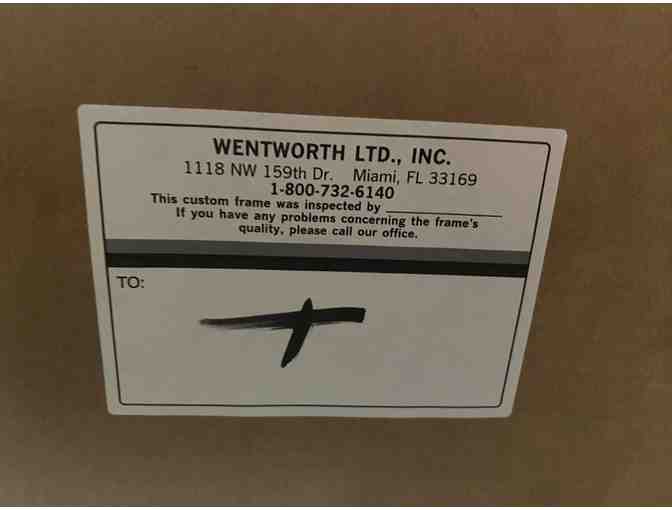 WENTWORTH LTD., INC.
1118 NW 159th Dr. Miami, FL 33169
1-800-732-6140
This custom frame was inspected by
If you have any problems concerning the frame's
quality, please call our office.
TO: